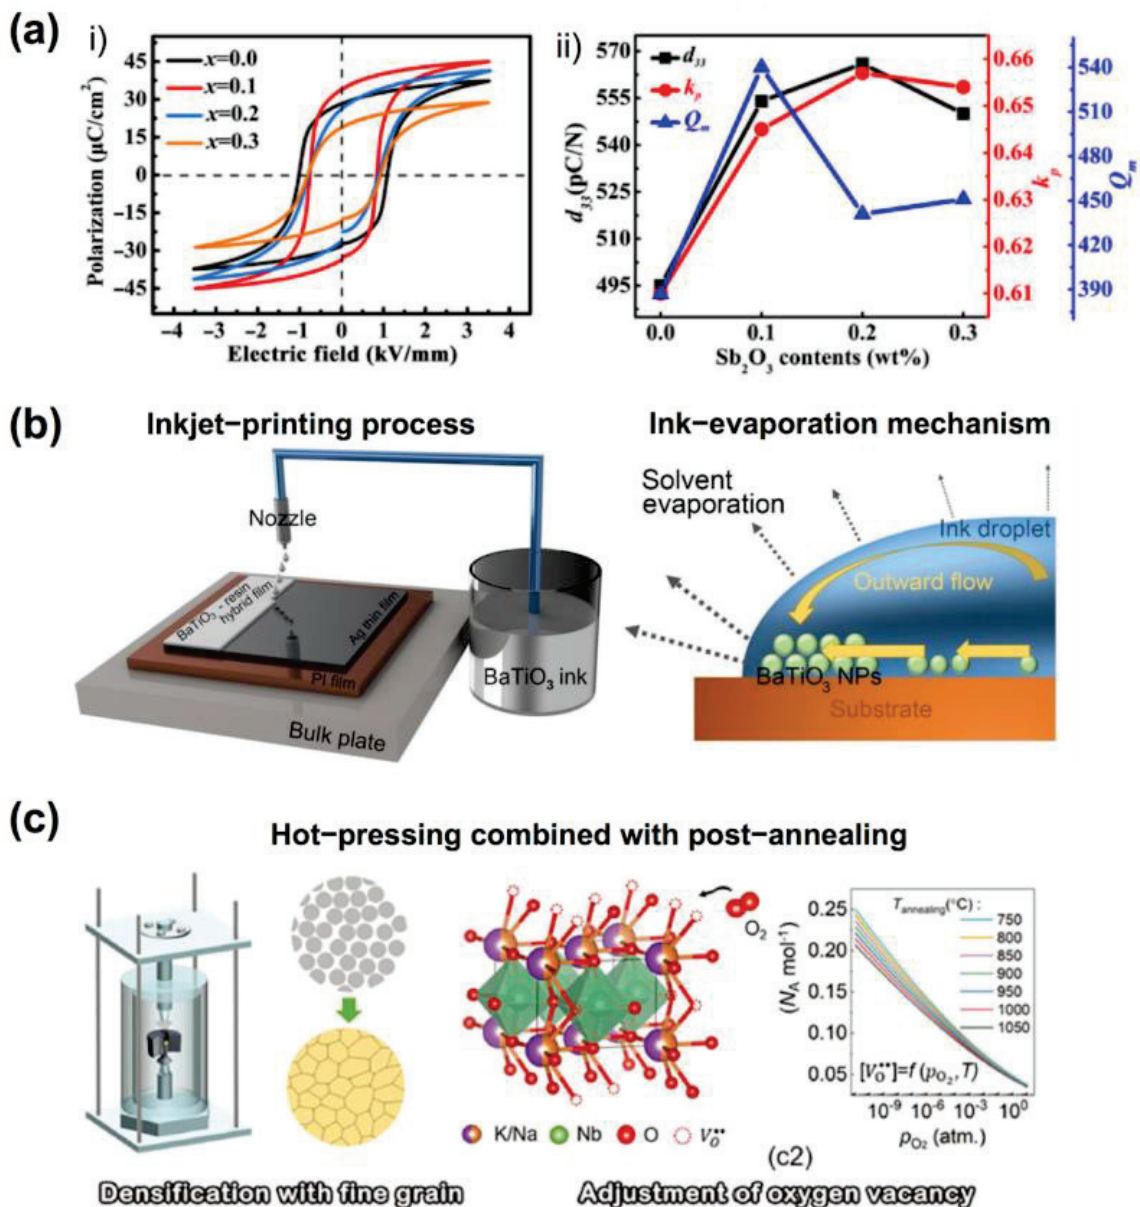 (a)
i)
x=0.0
x=0.1
x=0.2
x=0.3
Polarization (μC/cm²)
45
30
15
0
−15
−30
−45
−4 −3 −2 −1 0 1 2 3 4
Electric field (kV/mm)
ii)
d₃₃
kₚ
Qₘ
d₃₃(pC/N)
570
555
540
525
510
495
0.66
0.65
0.64
0.63
0.62
0.61
kₚ
540
510
480
450
420
390
Qₘ
0.0 0.1 0.2 0.3
Sb₂O₃ contents (wt%)
(b)
Inkjet−printing process
Nozzle
BaTiO₃ - resin
hybrid film
Ag thin film
PI film
Bulk plate
BaTiO₃ ink
Ink−evaporation mechanism
Solvent
evaporation
Ink droplet
Outward flow
BaTiO₃ NPs
Substrate
(c)
Hot−pressing combined with post−annealing
O₂
K/Na Nb O V_O^••
(N_A mol⁻¹)
0.25
0.20
0.15
0.10
0.05
T_annealing(°C) :
750
800
850
900
950
1000
1050
[V_O^••]=f (p_O₂, T)
10⁻⁹ 10⁻⁶ 10⁻³ 10⁰
p_O₂ (atm.)
(c2)
Densification with fine grain
Adjustment of oxygen vacancy